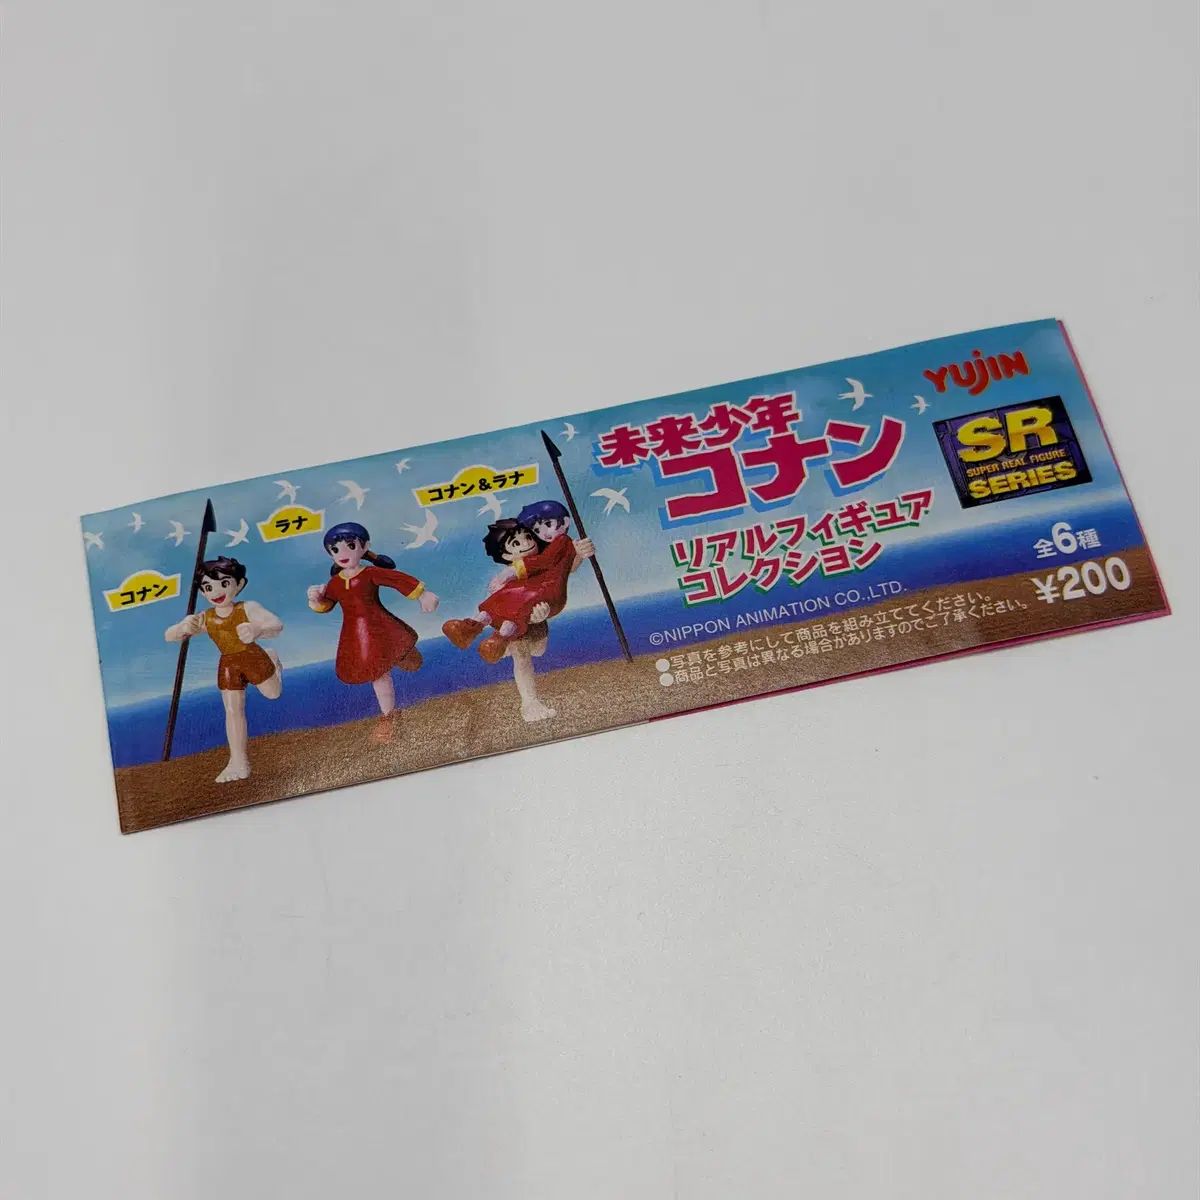 コナン
ラナ
コナン&ラナ
未来少年
コナン
リアルフィギュア
コレクション
©NIPPON ANIMATION CO.,LTD.
●写真を参考にして商品を組み立ててください。
●商品と写真は異なる場合がありますのでご了承ください。
YUJIN
SR
SUPER REAL FIGURE
SERIES
全6種
¥200